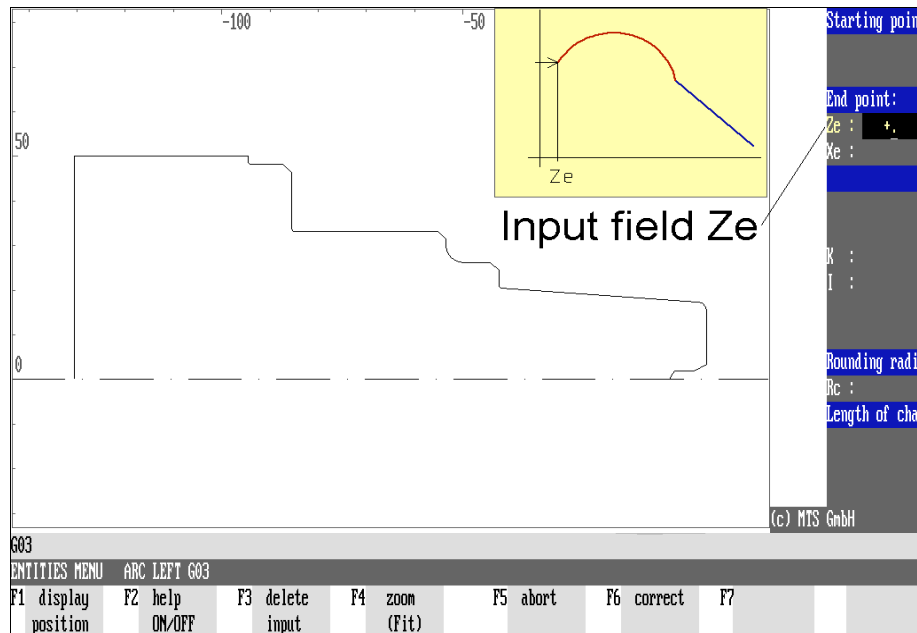 -100
-50
Starting poin
End point:
Ze : +.
Xe :
50
Ze
Input field Ze
K :
I :
0
Rounding radi
Rc :
Length of cha
(c) MTS GmbH
G03
ENTITIES MENU ARC LEFT G03
F1 display position
F2 help ON/OFF
F3 delete input
F4 zoom (Fit)
F5 abort
F6 correct
F7